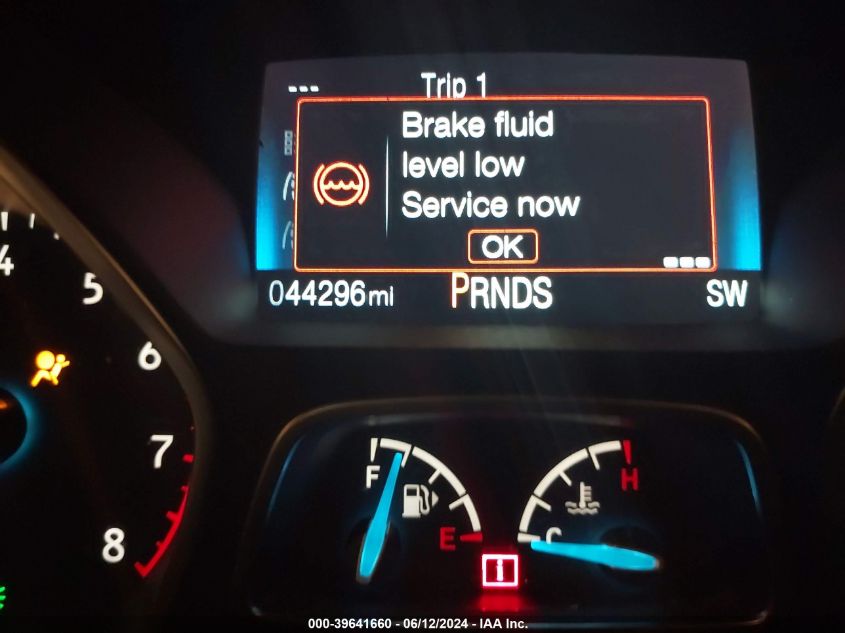 Trip 1
Brake fluid
level low
Service now
OK
044296mi PRNDS SW
4
5
6
7
8
F
E
C
H
i
000-39641660 - 06/12/2024 - IAA Inc.